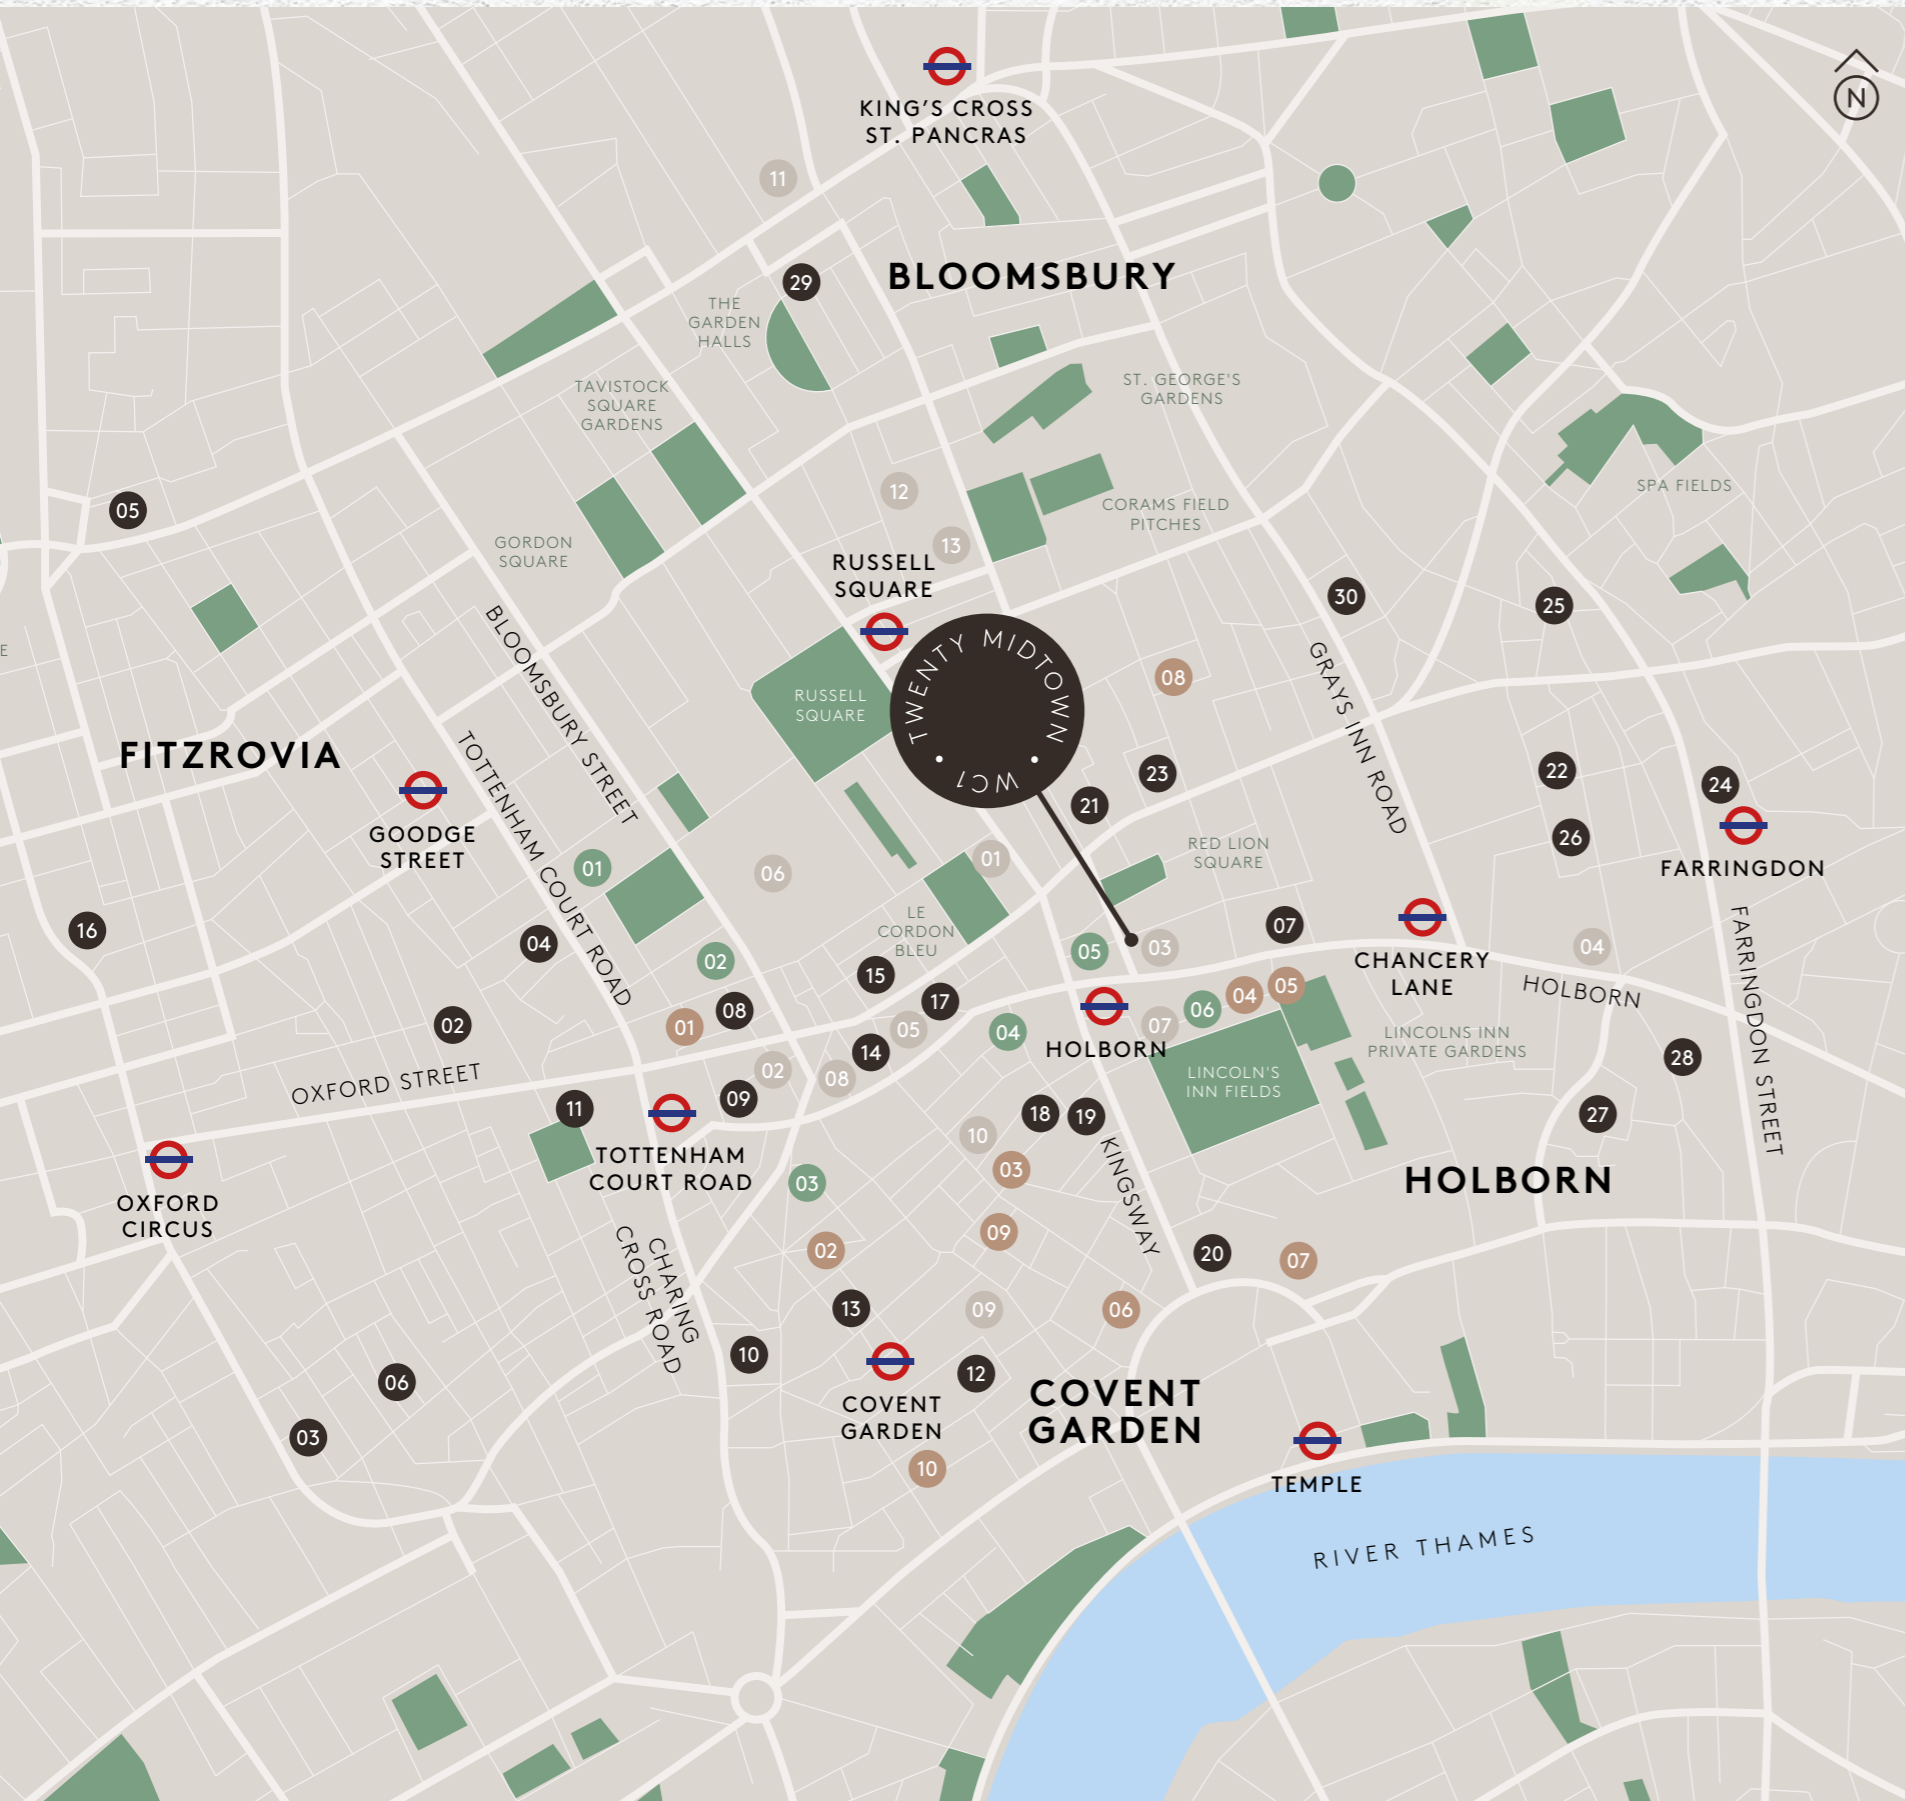 N
KING'S CROSS
ST. PANCRAS
11
BLOOMSBURY
29
THE
GARDEN
HALLS
TAVISTOCK
SQUARE
GARDENS
ST. GEORGE'S
GARDENS
SPA FIELDS
12
05
CORAMS FIELD
PITCHES
GORDON
SQUARE
13
RUSSELL
SQUARE
30
25
E
BLOOMSBURY STREET
TWENTY MIDTOWN
• WC1 •
08
GRAYS INN ROAD
RUSSELL
SQUARE
FITZROVIA
TOTTENHAM COURT ROAD
23
22
24
GOODGE
STREET
21
26
FARRINGDON
RED LION
SQUARE
01
06
01
LE
CORDON
BLEU
16
04
02
05
03
07
CHANCERY
LANE
04
FARRINGDON STREET
15
HOLBORN
17
08
01
02
05
04
06
04
05
07
HOLBORN
LINCOLNS INN
PRIVATE GARDENS
28
14
OXFORD STREET
02
08
LINCOLN'S
INN FIELDS
09
11
TOTTENHAM
COURT ROAD
18
19
27
10
03
KINGSWAY
HOLBORN
OXFORD
CIRCUS
03
CHARING
CROSS ROAD
02
09
20
07
13
09
06
10
12
COVENT
GARDEN
COVENT
GARDEN
06
03
10
TEMPLE
RIVER THAMES